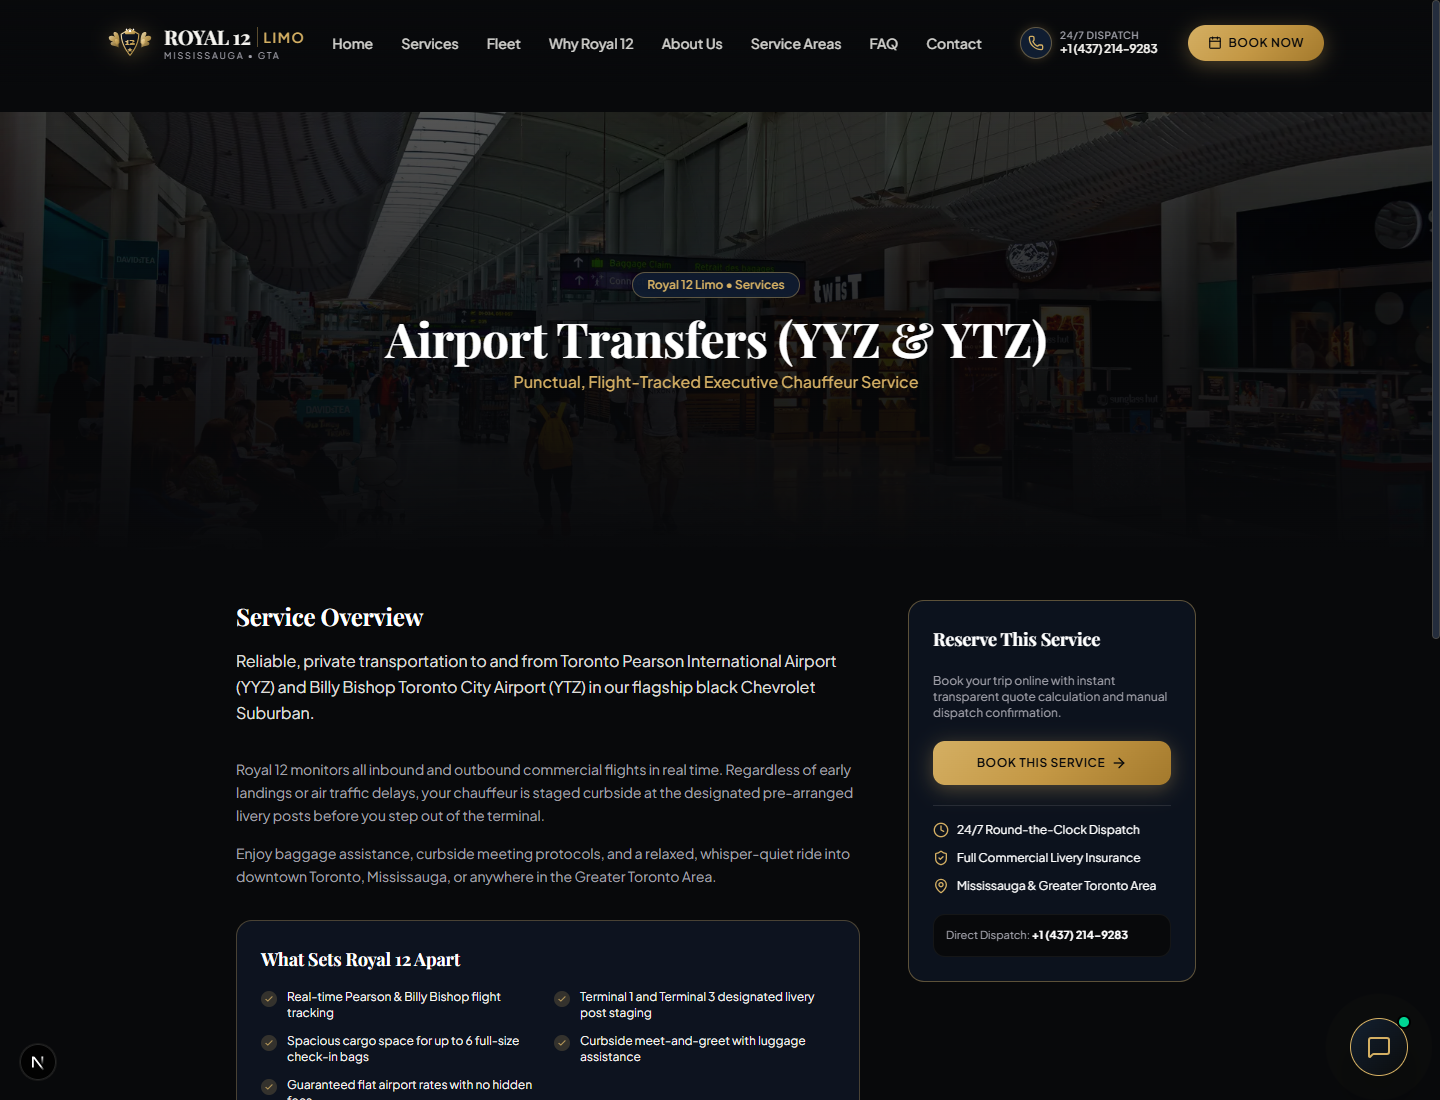 ROYAL 12 | LIMO
MISSISSAUGA • GTA
Home
Services
Fleet
Why Royal 12
About Us
Service Areas
FAQ
Contact
24/7 DISPATCH
+1 (437) 214-9283
BOOK NOW
DAVIDsTEA
Baggage Claim
Retrait des bagages
Conn
twisT
DAVIDsTEA
Royal 12 Limo • Services
Airport Transfers (YYZ & YTZ)
Punctual, Flight-Tracked Executive Chauffeur Service
Service Overview
Reliable, private transportation to and from Toronto Pearson International Airport
(YYZ) and Billy Bishop Toronto City Airport (YTZ) in our flagship black Chevrolet
Suburban.
Royal 12 monitors all inbound and outbound commercial flights in real time. Regardless of early
landings or air traffic delays, your chauffeur is staged curbside at the designated pre-arranged
livery posts before you step out of the terminal.
Enjoy baggage assistance, curbside meeting protocols, and a relaxed, whisper-quiet ride into
downtown Toronto, Mississauga, or anywhere in the Greater Toronto Area.
What Sets Royal 12 Apart
Real-time Pearson & Billy Bishop flight
tracking
Terminal 1 and Terminal 3 designated livery
post staging
Spacious cargo space for up to 6 full-size
check-in bags
Curbside meet-and-greet with luggage
assistance
Guaranteed flat airport rates with no hidden
fees
Reserve This Service
Book your trip online with instant
transparent quote calculation and manual
dispatch confirmation.
BOOK THIS SERVICE →
24/7 Round-the-Clock Dispatch
Full Commercial Livery Insurance
Mississauga & Greater Toronto Area
Direct Dispatch: +1 (437) 214-9283
N